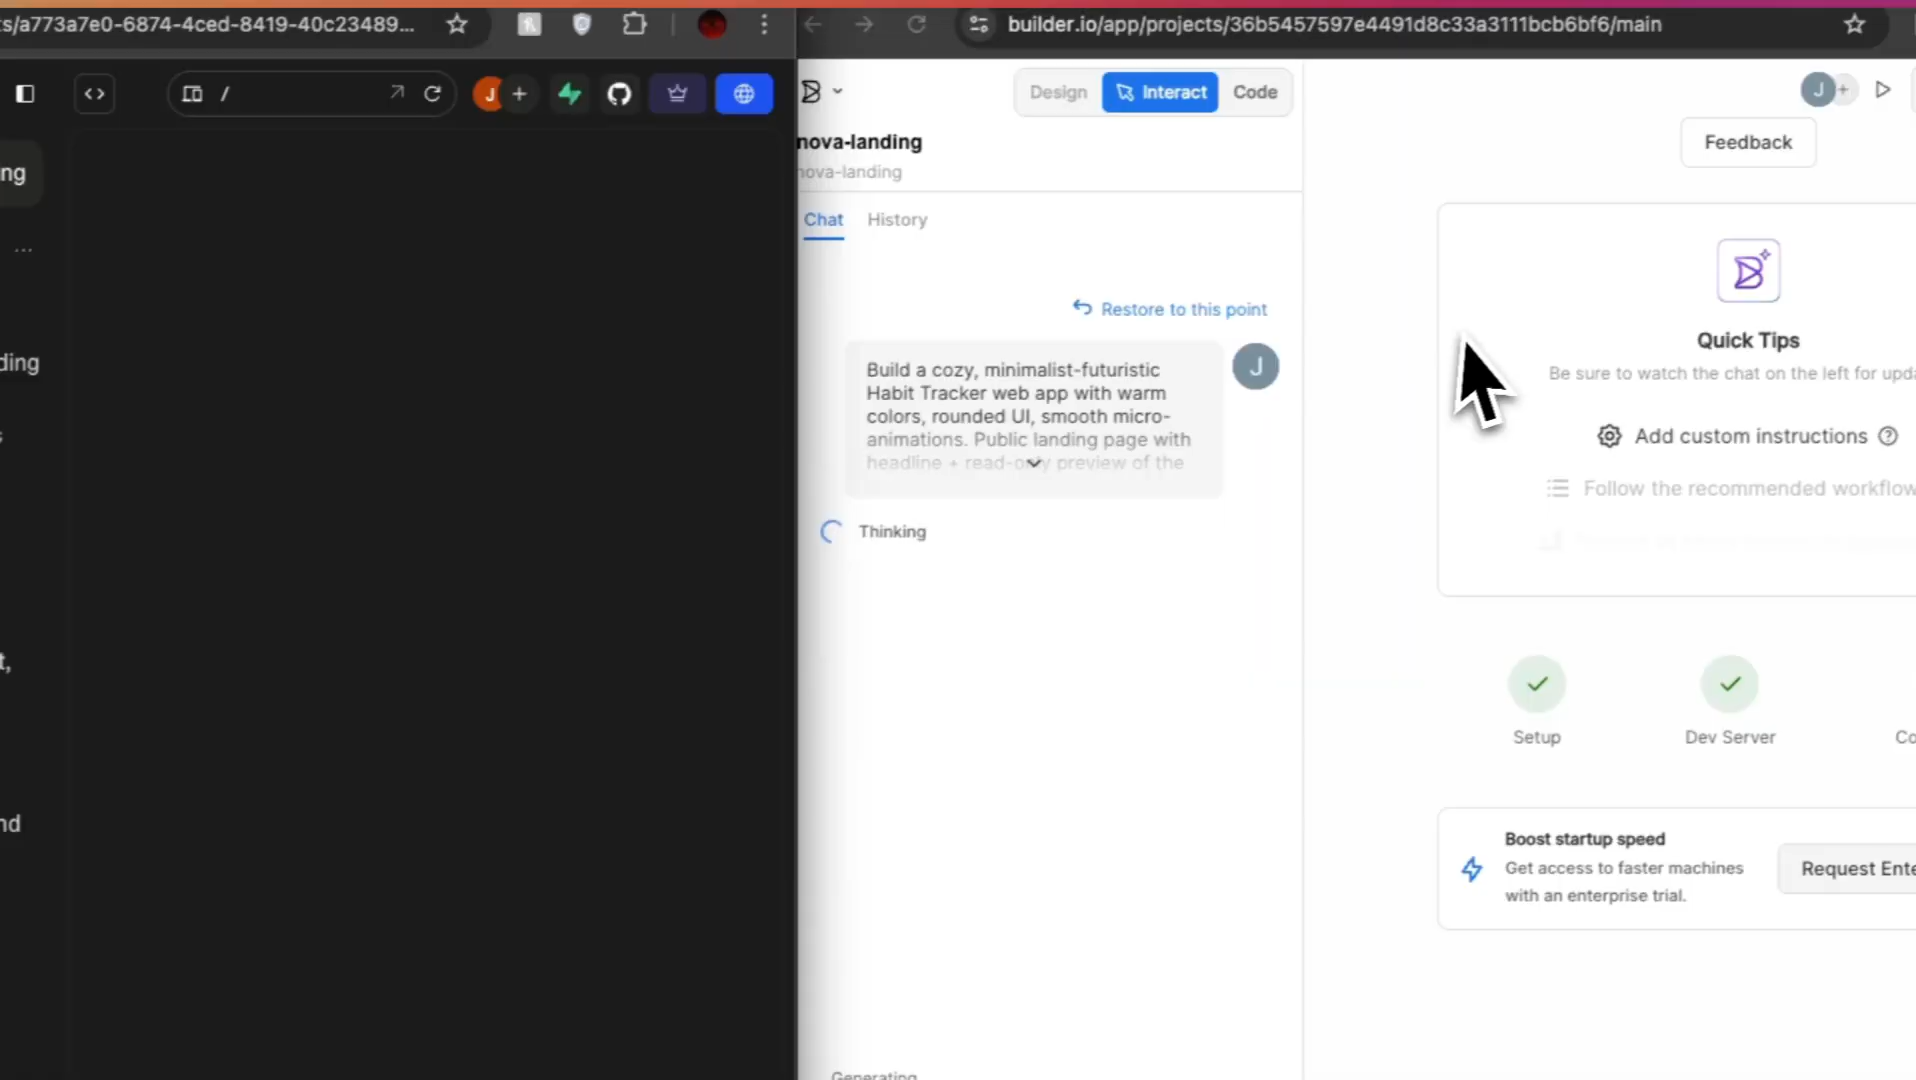 s/a773a7e0-6874-4ced-8419-40c23489...
/
J
ng
...
ding
t,
nd
builder.io/app/projects/36b5457597e4491d8c33a3111bcb6bf6/main
Design
Interact
Code
J
nova-landing
nova-landing
Feedback
Chat
History
Restore to this point
Build a cozy, minimalist-futuristic
Habit Tracker web app with warm
colors, rounded UI, smooth micro-
animations. Public landing page with
headline + read-only preview of the
J
Thinking
Generating
Quick Tips
Be sure to watch the chat on the left for upda
Add custom instructions
Follow the recommended workflow
Setup
Dev Server
Co
Boost startup speed
Get access to faster machines
with an enterprise trial.
Request Ente